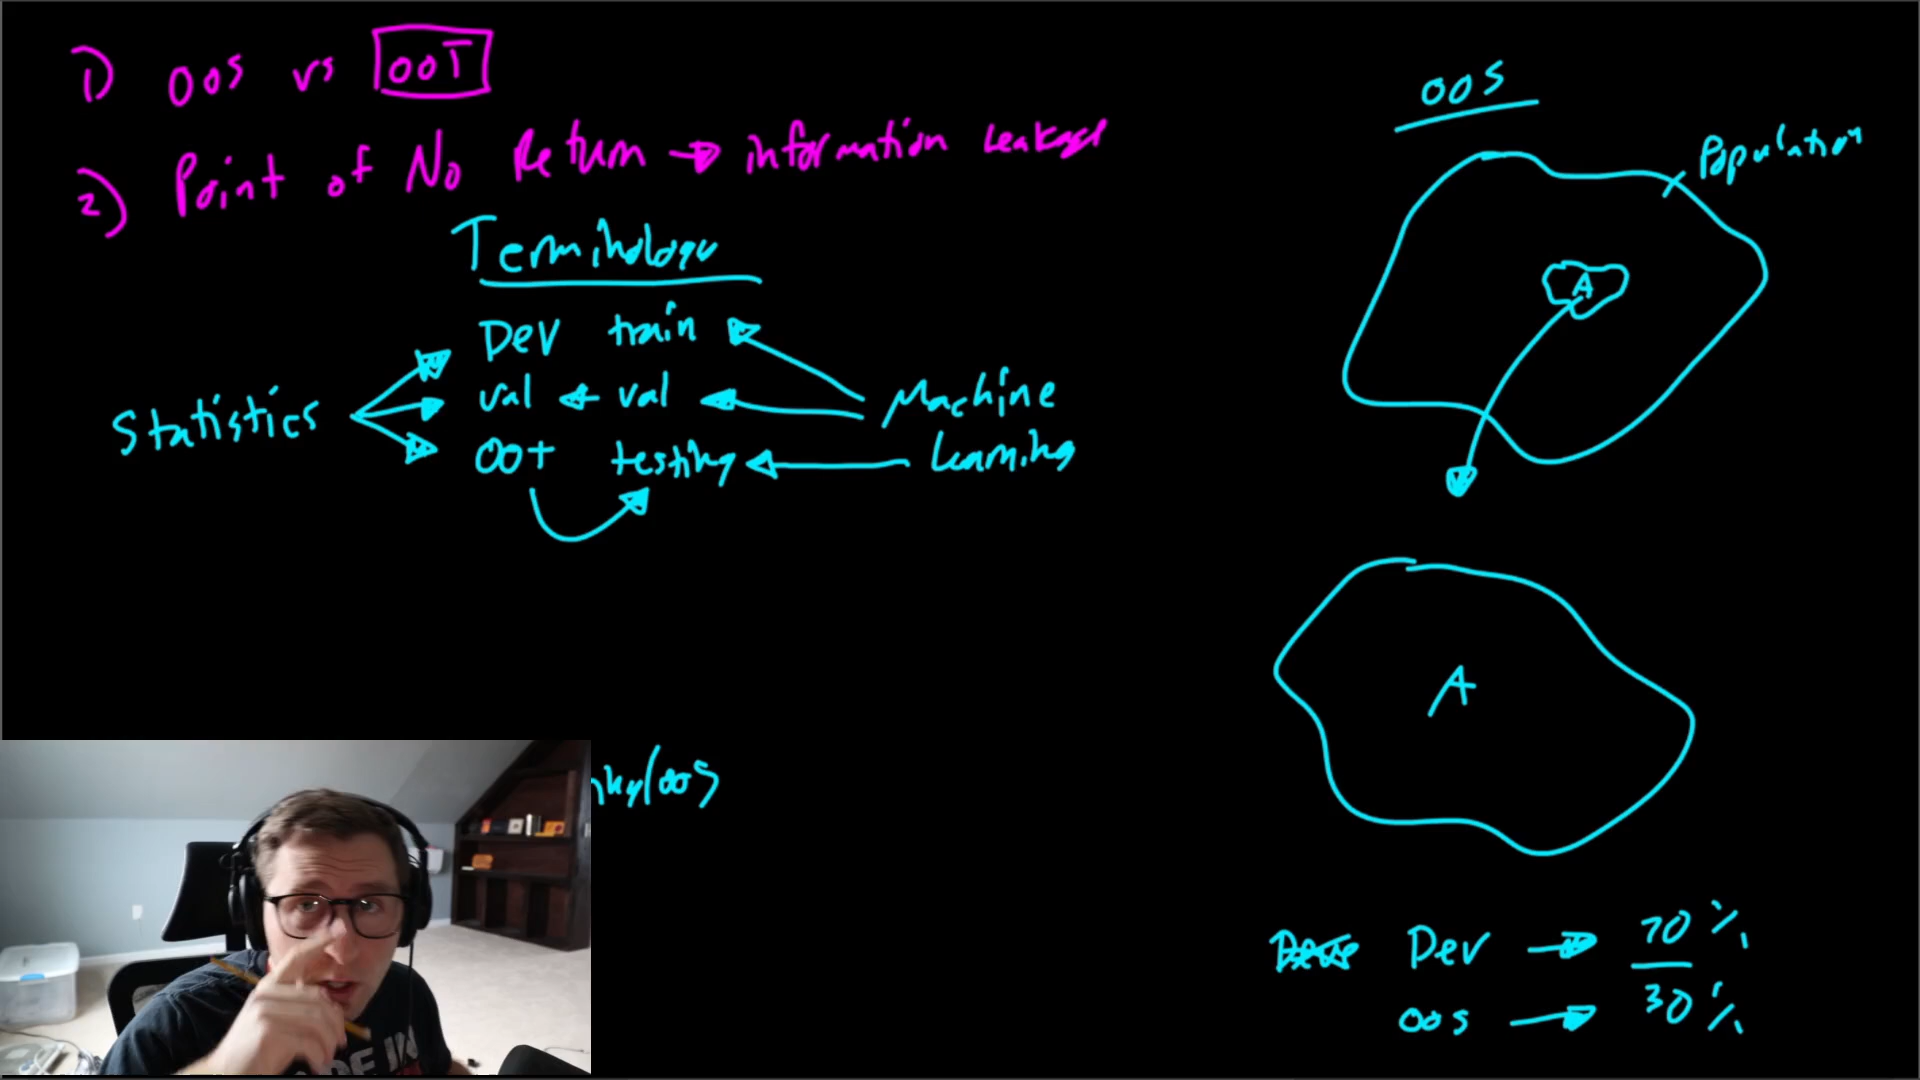 1) OOS vs OOT
2) Point of No Return → information Leakage
Terminology
Dev train
val ← val
Statistics
Machine
OOt testing
Learning
OOS
Population
A
A
Dev → 70%
OOS → 30%